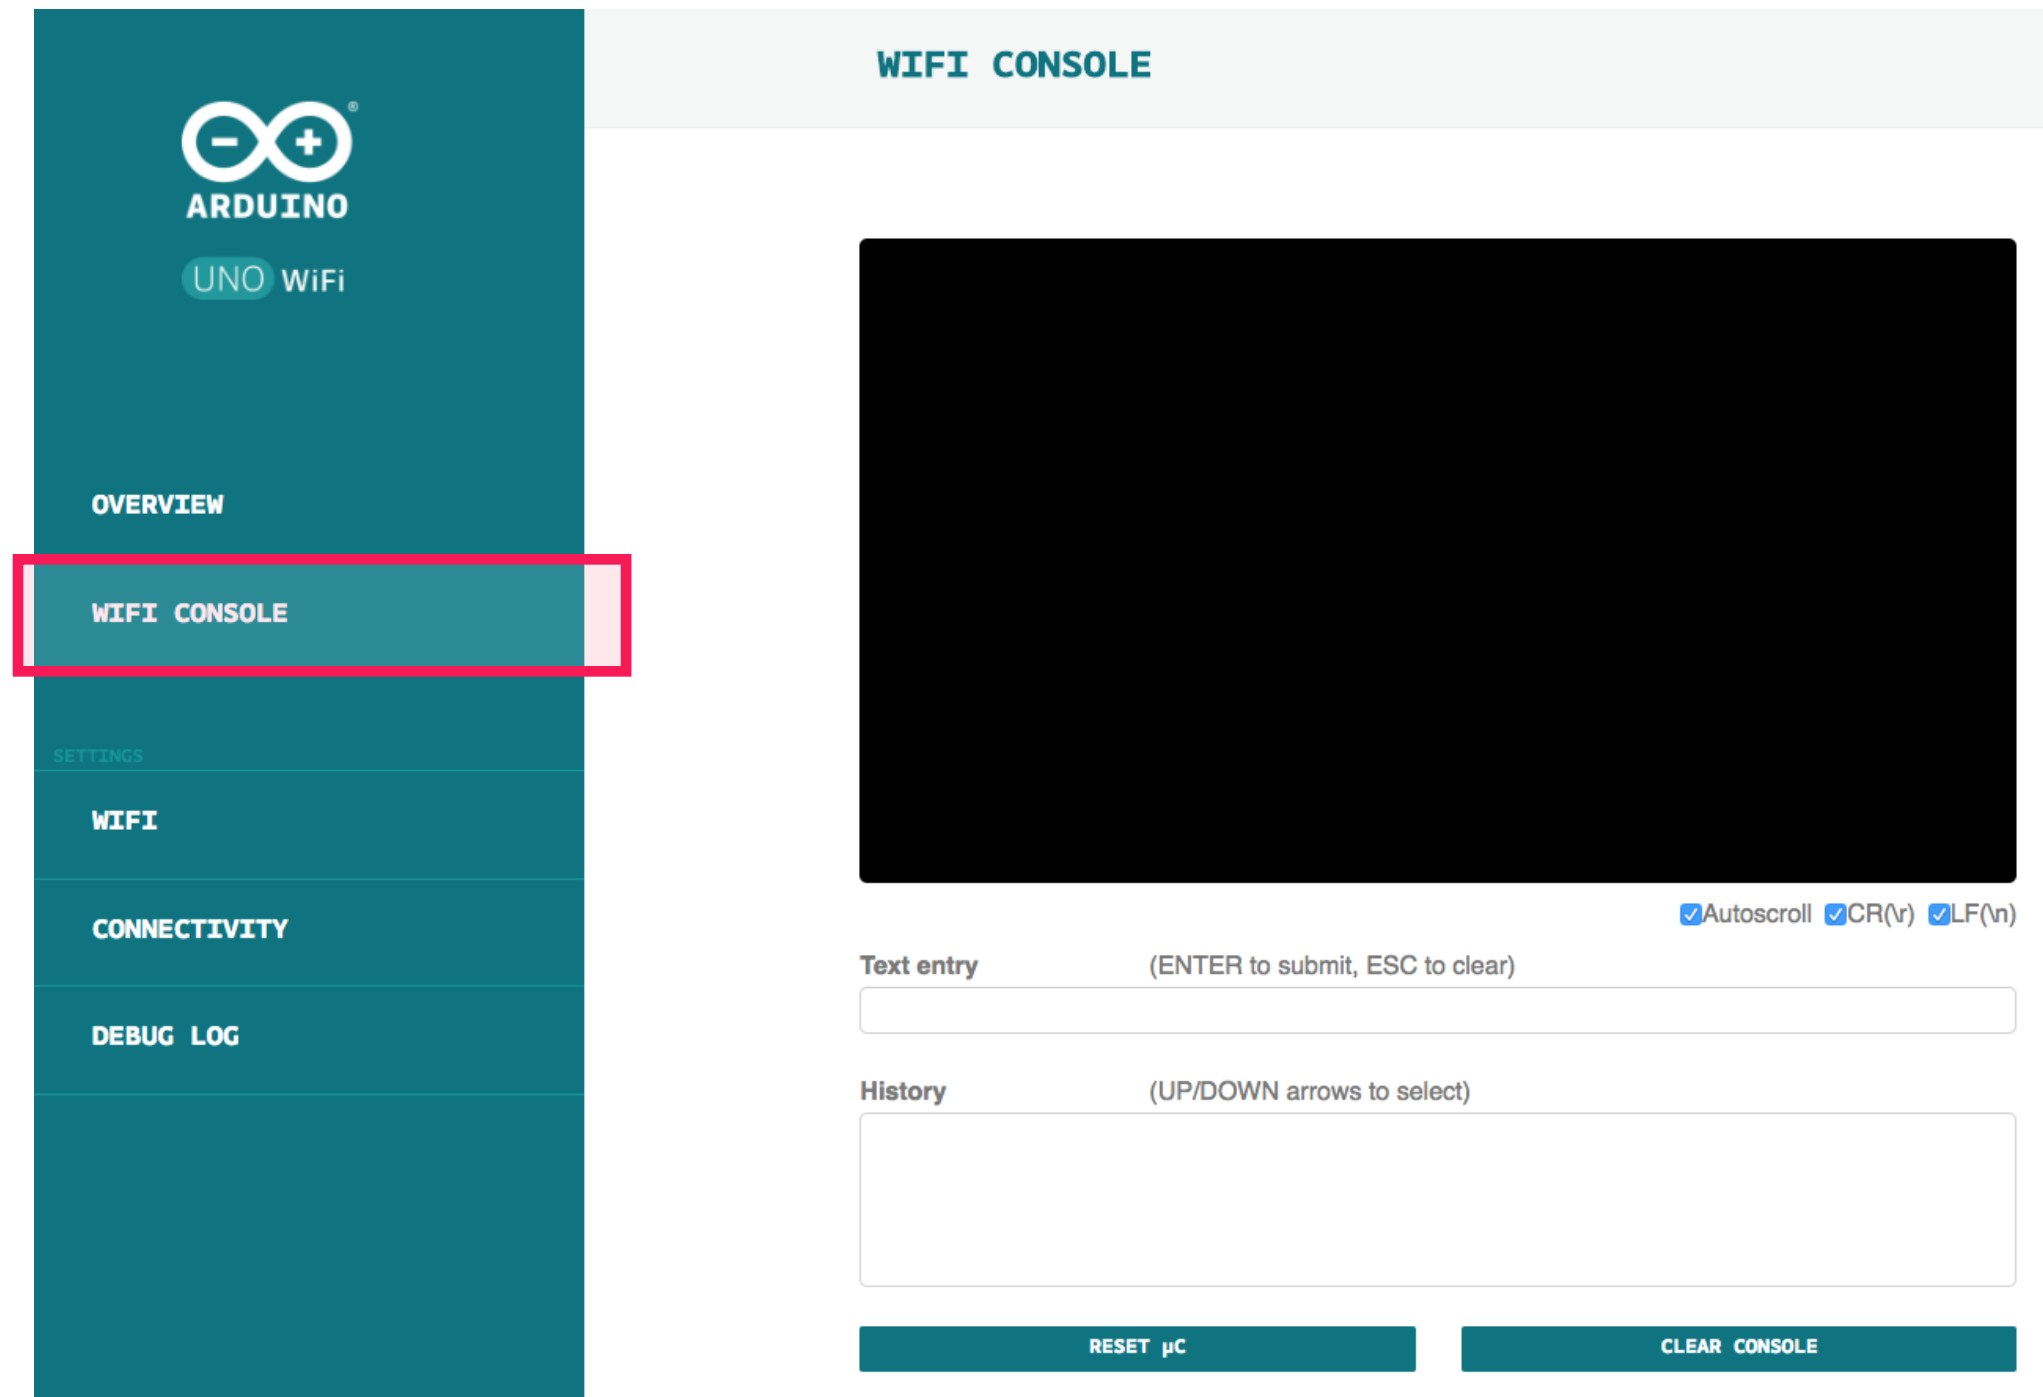 ARDUINO
UNO WiFi
OVERVIEW
WIFI CONSOLE
SETTINGS
WIFI
CONNECTIVITY
DEBUG LOG
WIFI CONSOLE
Autoscroll CR(\r) LF(\n)
Text entry (ENTER to submit, ESC to clear)
History (UP/DOWN arrows to select)
RESET µC CLEAR CONSOLE